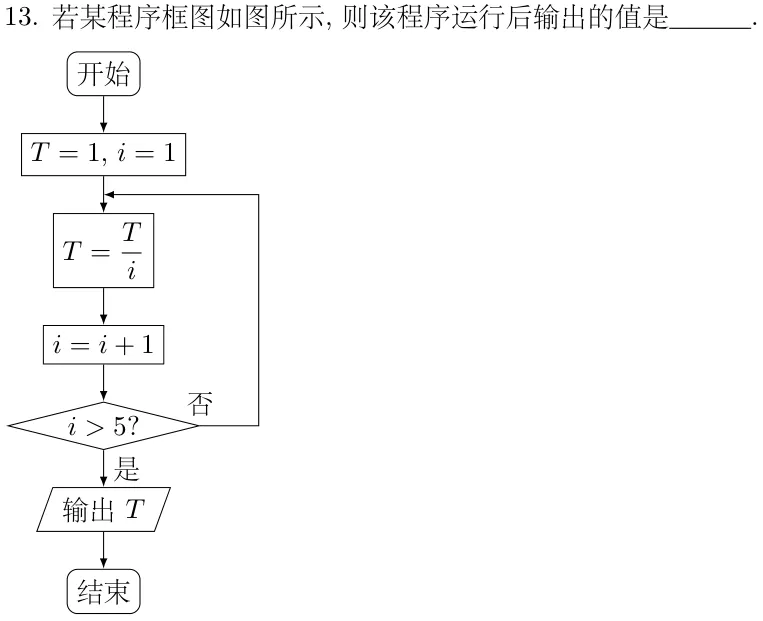 13. 若某程序框图如图所示, 则该程序运行后输出的值是______.
开始
T = 1, i = 1
T = T/i
i = i + 1
否
i > 5?
是
输出 T
结束